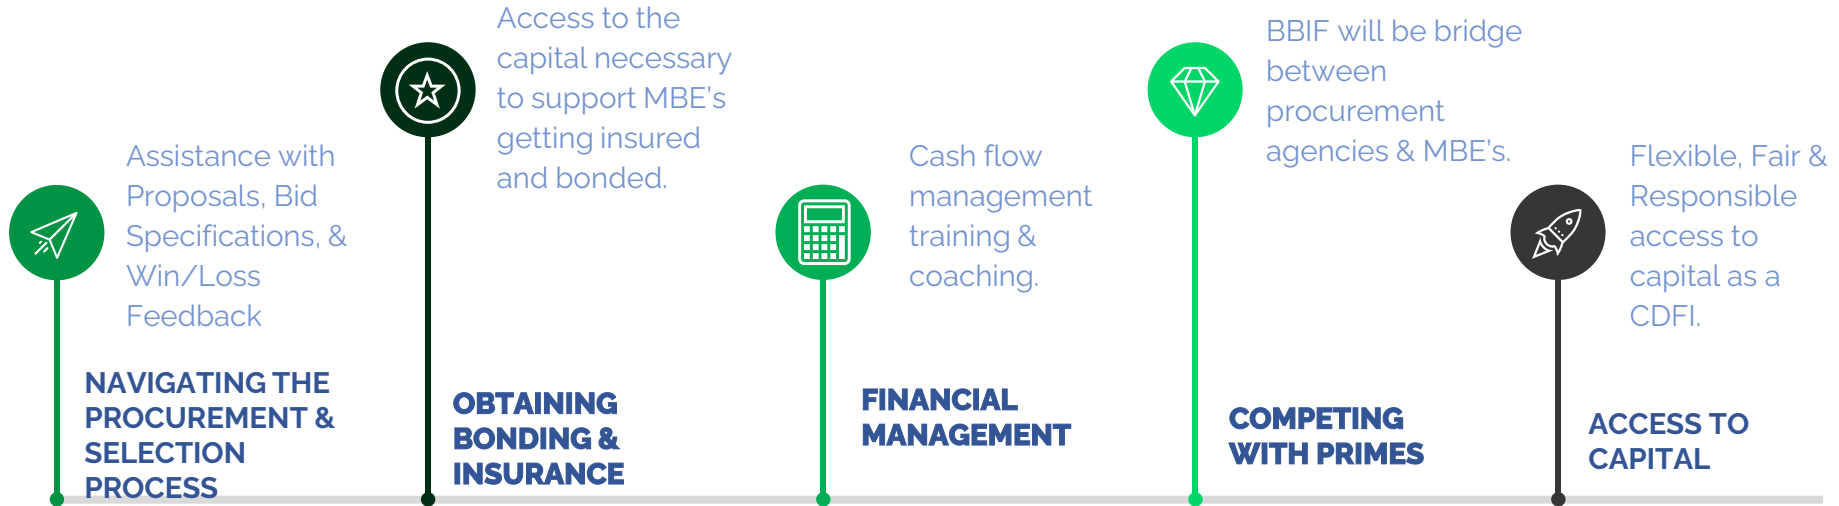 Assistance with
Proposals, Bid
Specifications, &
Win/Loss
Feedback
NAVIGATING THE
PROCUREMENT &
SELECTION
PROCESS
Access to the
capital necessary
to support MBE's
getting insured
and bonded.
OBTAINING
BONDING &
INSURANCE
Cash flow
management
training &
coaching.
FINANCIAL
MANAGEMENT
BBIF will be bridge
between
procurement
agencies & MBE's.
COMPETING
WITH PRIMES
Flexible, Fair &
Responsible
access to
capital as a
CDFI.
ACCESS TO
CAPITAL